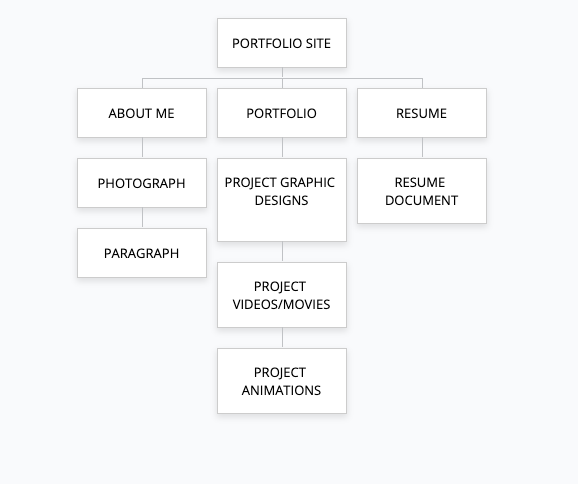 PORTFOLIO SITE
ABOUT ME
PORTFOLIO
RESUME
PHOTOGRAPH
PROJECT GRAPHIC
DESIGNS
RESUME
DOCUMENT
PARAGRAPH
PROJECT
VIDEOS/MOVIES
PROJECT
ANIMATIONS